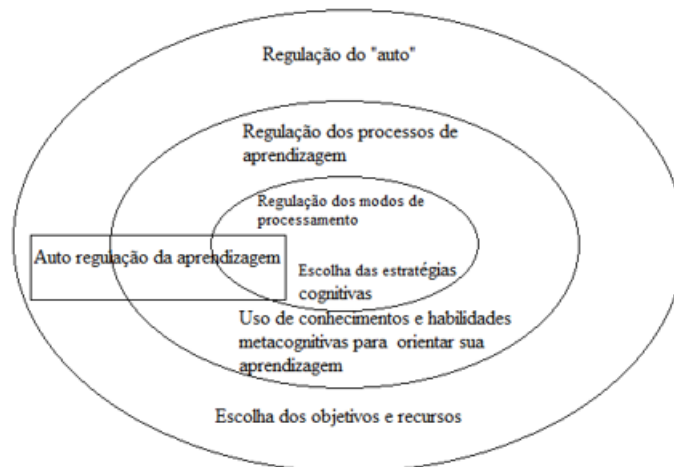 Regulação do "auto"
Regulação dos processos de
aprendizagem
Regulação dos modos de
processamento
Auto regulação da aprendizagem
Escolha das estratégias
cognitivas
Uso de conhecimentos e habilidades
metacognitivas para orientar sua
aprendizagem
Escolha dos objetivos e recursos